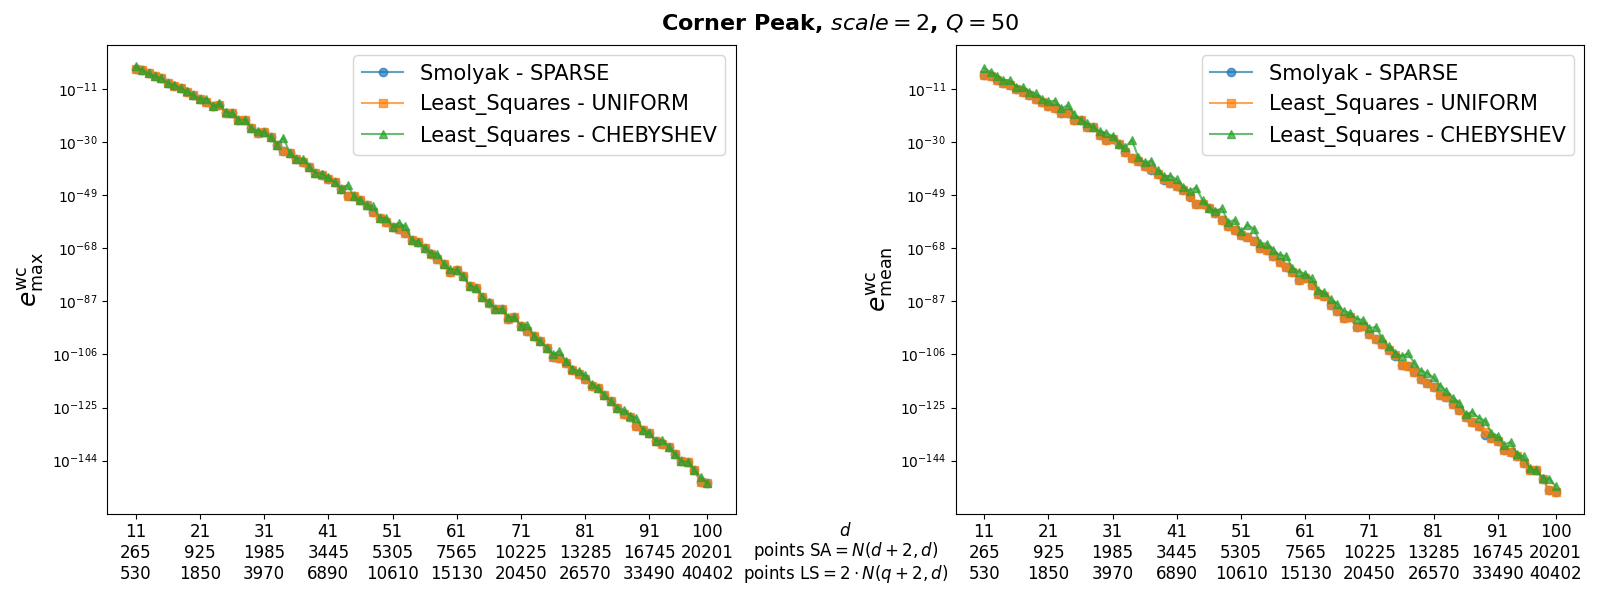 Corner Peak, scale = 2, Q = 50
Smolyak - SPARSE
Least_Squares - UNIFORM
Least_Squares - CHEBYSHEV
e^wc_max
10^−11
10^−30
10^−49
10^−68
10^−87
10^−106
10^−125
10^−144
11 21 31 41 51 61 71 81 91 100
265 925 1985 3445 5305 7565 10225 13285 16745 20201
530 1850 3970 6890 10610 15130 20450 26570 33490 40402
d
points SA = N(d + 2, d)
points LS = 2 · N(q + 2, d)
Smolyak - SPARSE
Least_Squares - UNIFORM
Least_Squares - CHEBYSHEV
e^wc_mean
10^−11
10^−30
10^−49
10^−68
10^−87
10^−106
10^−125
10^−144
11 21 31 41 51 61 71 81 91 100
265 925 1985 3445 5305 7565 10225 13285 16745 20201
530 1850 3970 6890 10610 15130 20450 26570 33490 40402